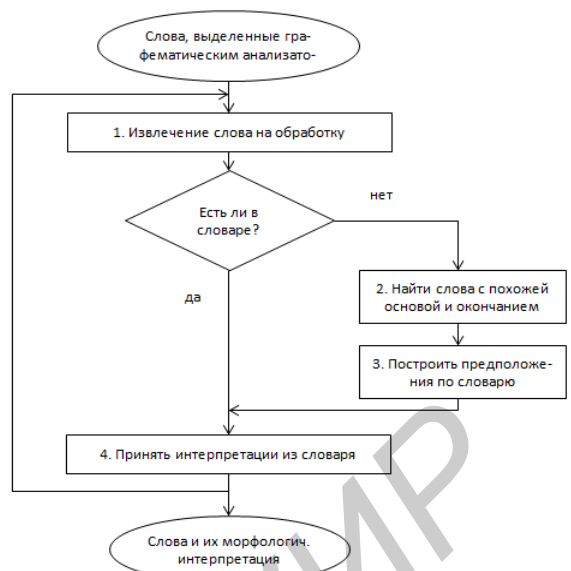 Слова, выделенные гра-
фематическим анализато-
1. Извлечение слова на обработку
Есть ли в
словаре?
нет
да
2. Найти слова с похожей
основой и окончанием
3. Построить предположе-
ния по словарю
4. Принять интерпретации из словаря
Слова и их морфологич.
интерпретация